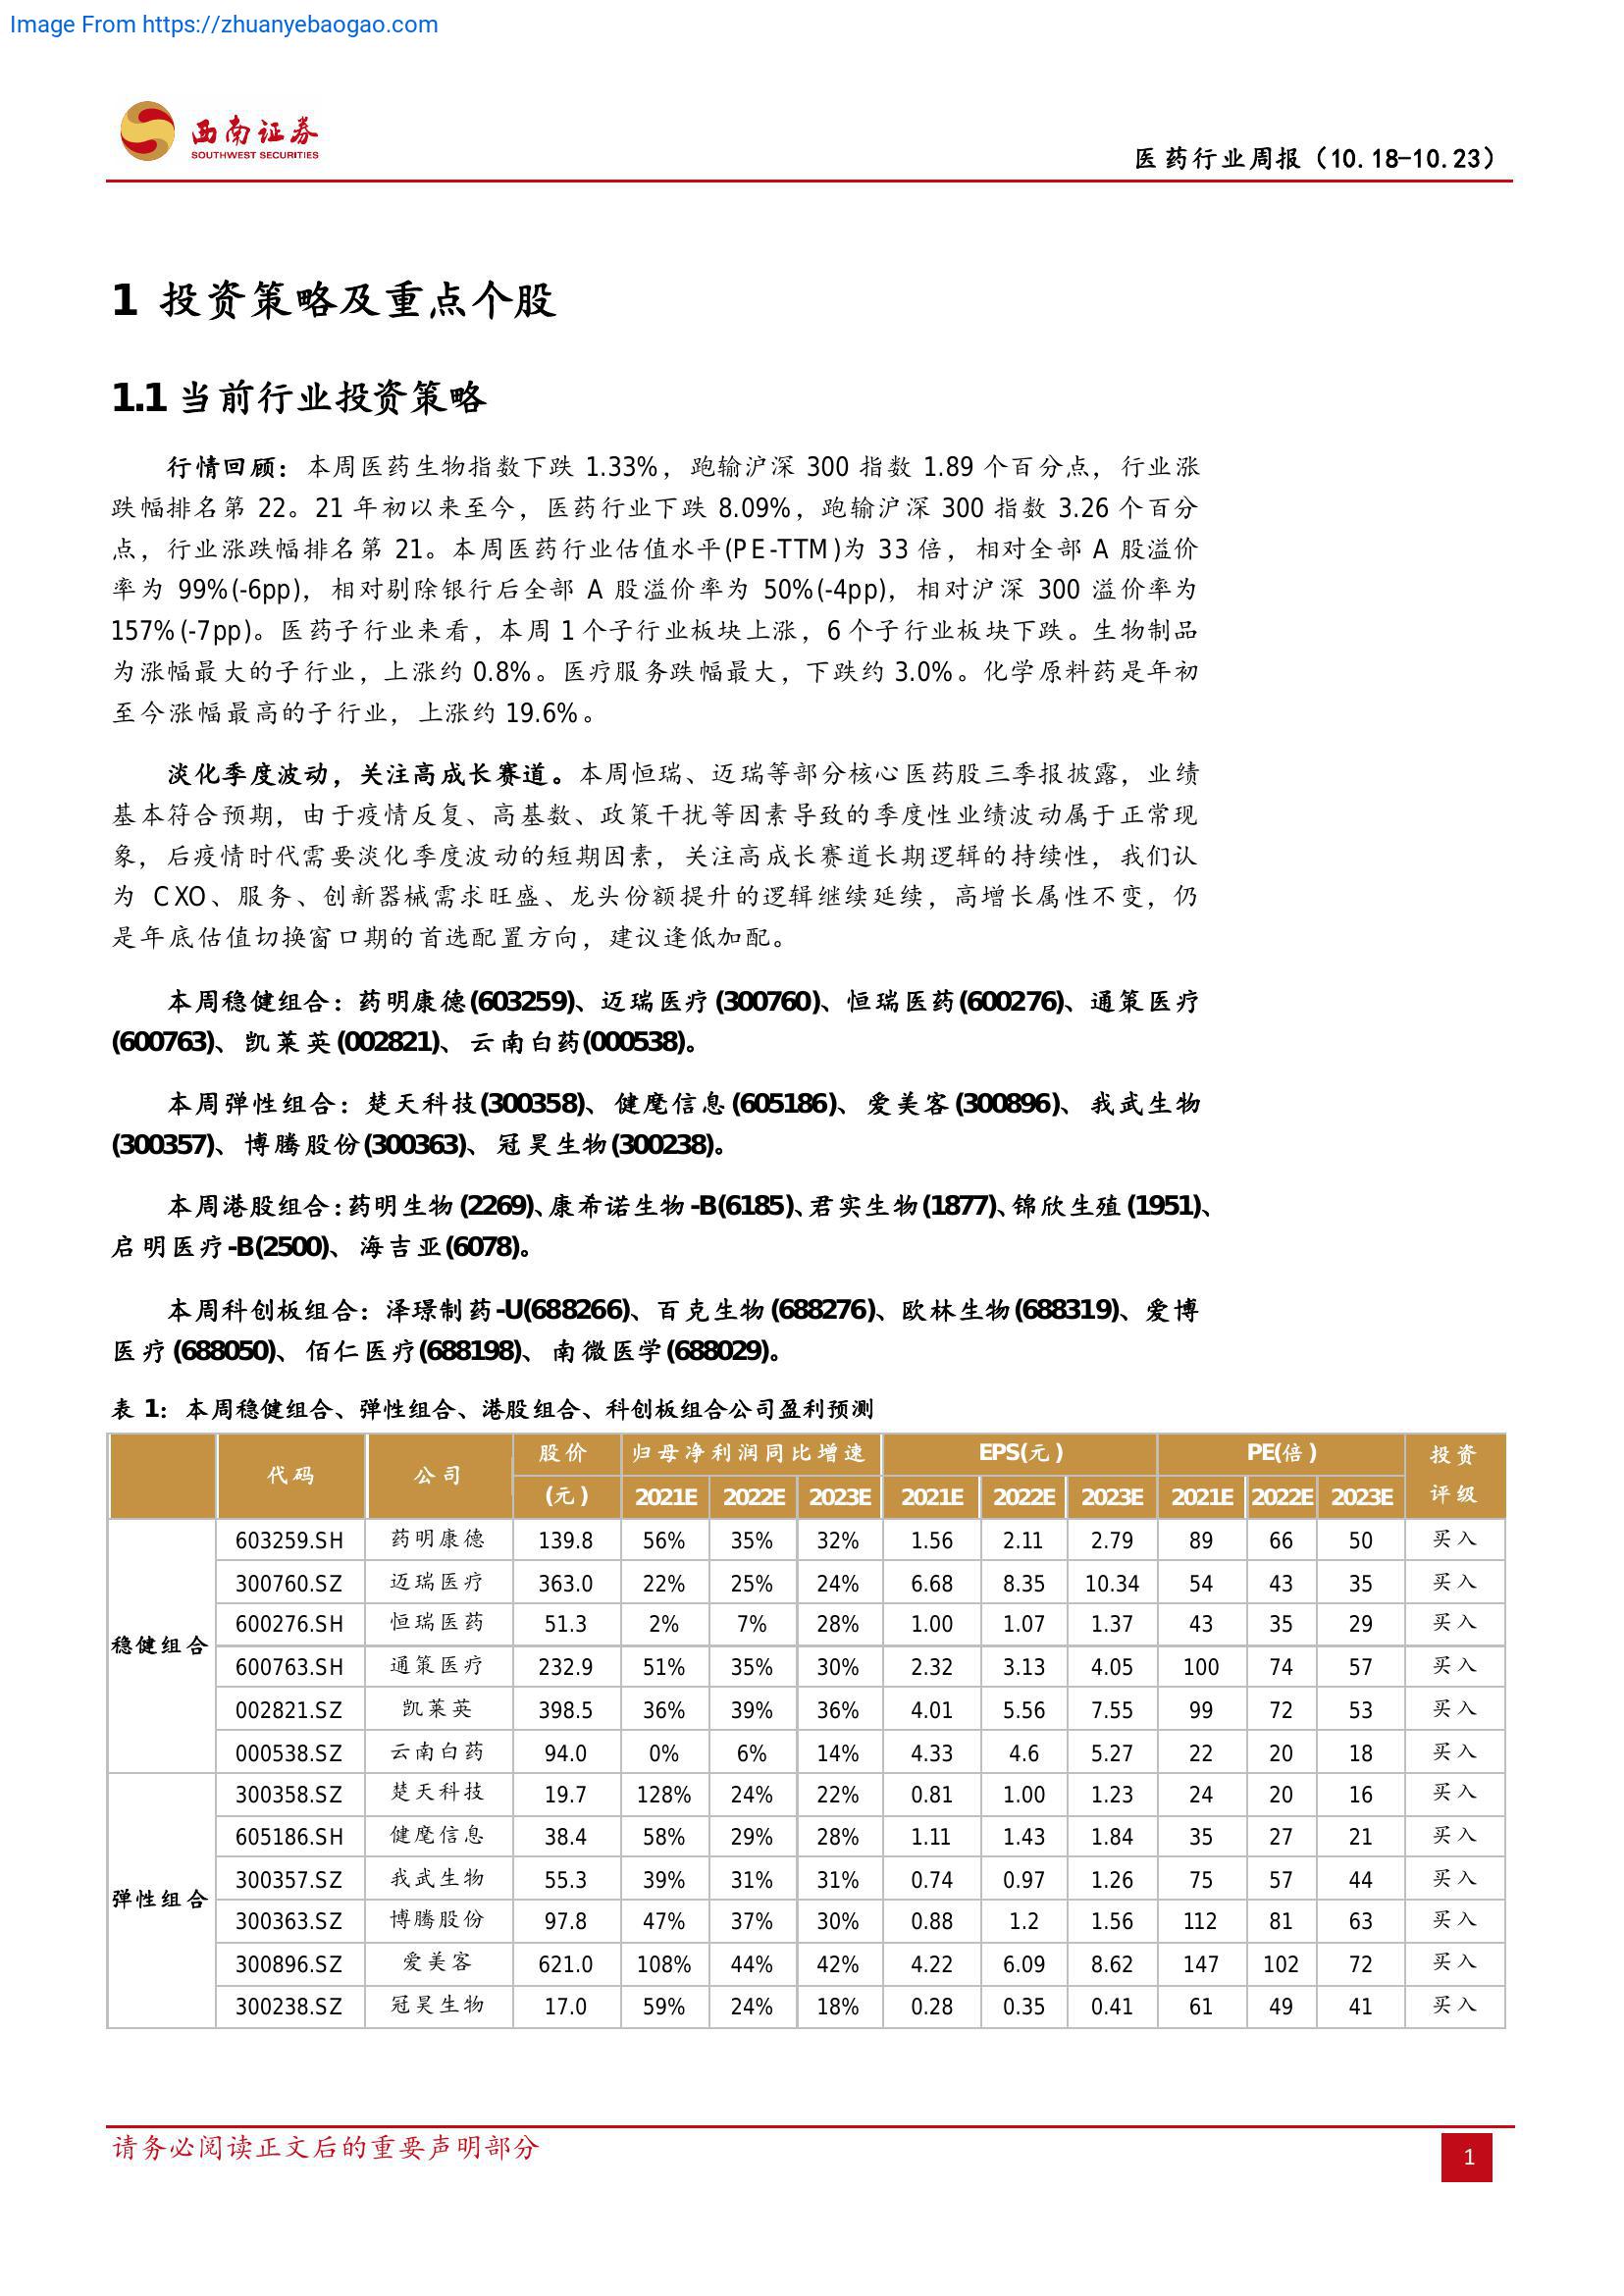 Image From https://zhuanyebaogao.com
西南证券
SOUTHWEST SECURITIES
医药行业周报（10.18-10.23）
1 投资策略及重点个股
1.1 当前行业投资策略
行情回顾：本周医药生物指数下跌 1.33%，跑输沪深 300 指数 1.89 个百分点，行业涨
跌幅排名第 22。21 年初以来至今，医药行业下跌 8.09%，跑输沪深 300 指数 3.26 个百分
点，行业涨跌幅排名第 21。本周医药行业估值水平(PE-TTM)为 33 倍，相对全部 A 股溢价
率为 99%(-6pp)，相对剔除银行后全部 A 股溢价率为 50%(-4pp)，相对沪深 300 溢价率为
157%(-7pp)。医药子行业来看，本周 1 个子行业板块上涨，6 个子行业板块下跌。生物制品
为涨幅最大的子行业，上涨约 0.8%。医疗服务跌幅最大，下跌约 3.0%。化学原料药是年初
至今涨幅最高的子行业，上涨约 19.6%。
淡化季度波动，关注高成长赛道。本周恒瑞、迈瑞等部分核心医药股三季报披露，业绩
基本符合预期，由于疫情反复、高基数、政策干扰等因素导致的季度性业绩波动属于正常现
象，后疫情时代需要淡化季度波动的短期因素，关注高成长赛道长期逻辑的持续性，我们认
为 CXO、服务、创新器械需求旺盛、龙头份额提升的逻辑继续延续，高增长属性不变，仍
是年底估值切换窗口期的首选配置方向，建议逢低加配。
本周稳健组合：药明康德(603259)、迈瑞医疗(300760)、恒瑞医药(600276)、通策医疗
(600763)、凯莱英(002821)、云南白药(000538)。
本周弹性组合：楚天科技(300358)、健麾信息(605186)、爱美客(300896)、我武生物
(300357)、博腾股份(300363)、冠昊生物(300238)。
本周港股组合：药明生物(2269)、康希诺生物-B(6185)、君实生物(1877)、锦欣生殖(1951)、
启明医疗-B(2500)、海吉亚(6078)。
本周科创板组合：泽璟制药-U(688266)、百克生物(688276)、欧林生物(688319)、爱博
医疗(688050)、佰仁医疗(688198)、南微医学(688029)。
表 1：本周稳健组合、弹性组合、港股组合、科创板组合公司盈利预测
代码 公司 股价(元) 归母净利润同比增速 EPS(元) PE(倍) 投资评级
2021E 2022E 2023E 2021E 2022E 2023E 2021E 2022E 2023E
稳健组合
603259.SH 药明康德 139.8 56% 35% 32% 1.56 2.11 2.79 89 66 50 买入
300760.SZ 迈瑞医疗 363.0 22% 25% 24% 6.68 8.35 10.34 54 43 35 买入
600276.SH 恒瑞医药 51.3 2% 7% 28% 1.00 1.07 1.37 43 35 29 买入
600763.SH 通策医疗 232.9 51% 35% 30% 2.32 3.13 4.05 100 74 57 买入
002821.SZ 凯莱英 398.5 36% 39% 36% 4.01 5.56 7.55 99 72 53 买入
000538.SZ 云南白药 94.0 0% 6% 14% 4.33 4.6 5.27 22 20 18 买入
弹性组合
300358.SZ 楚天科技 19.7 128% 24% 22% 0.81 1.00 1.23 24 20 16 买入
605186.SH 健麾信息 38.4 58% 29% 28% 1.11 1.43 1.84 35 27 21 买入
300357.SZ 我武生物 55.3 39% 31% 31% 0.74 0.97 1.26 75 57 44 买入
300363.SZ 博腾股份 97.8 47% 37% 30% 0.88 1.2 1.56 112 81 63 买入
300896.SZ 爱美客 621.0 108% 44% 42% 4.22 6.09 8.62 147 102 72 买入
300238.SZ 冠昊生物 17.0 59% 24% 18% 0.28 0.35 0.41 61 49 41 买入
请务必阅读正文后的重要声明部分
1